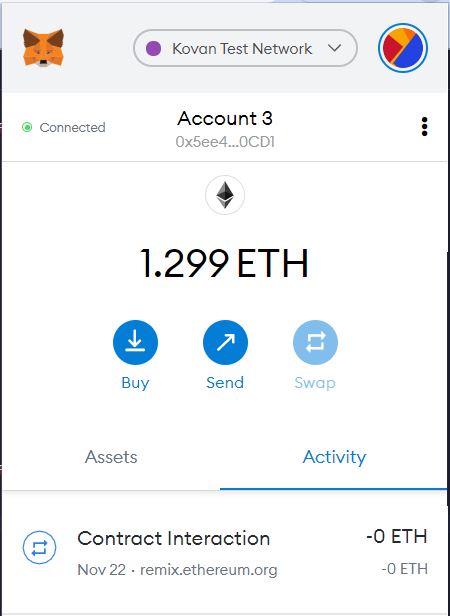 Kovan Test Network
Connected
Account 3
0x5ee4...0CD1
1.299 ETH
Buy Send Swap
Assets Activity
Contract Interaction -0 ETH
Nov 22 · remix.ethereum.org -0 ETH